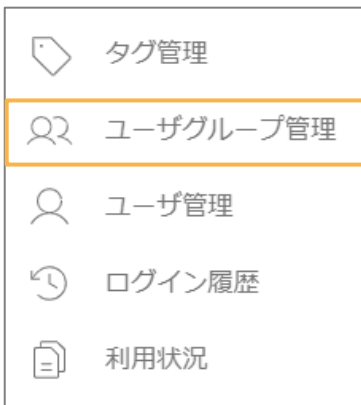 タグ管理
ユーザグループ管理
ユーザ管理
ログイン履歴
利用状況